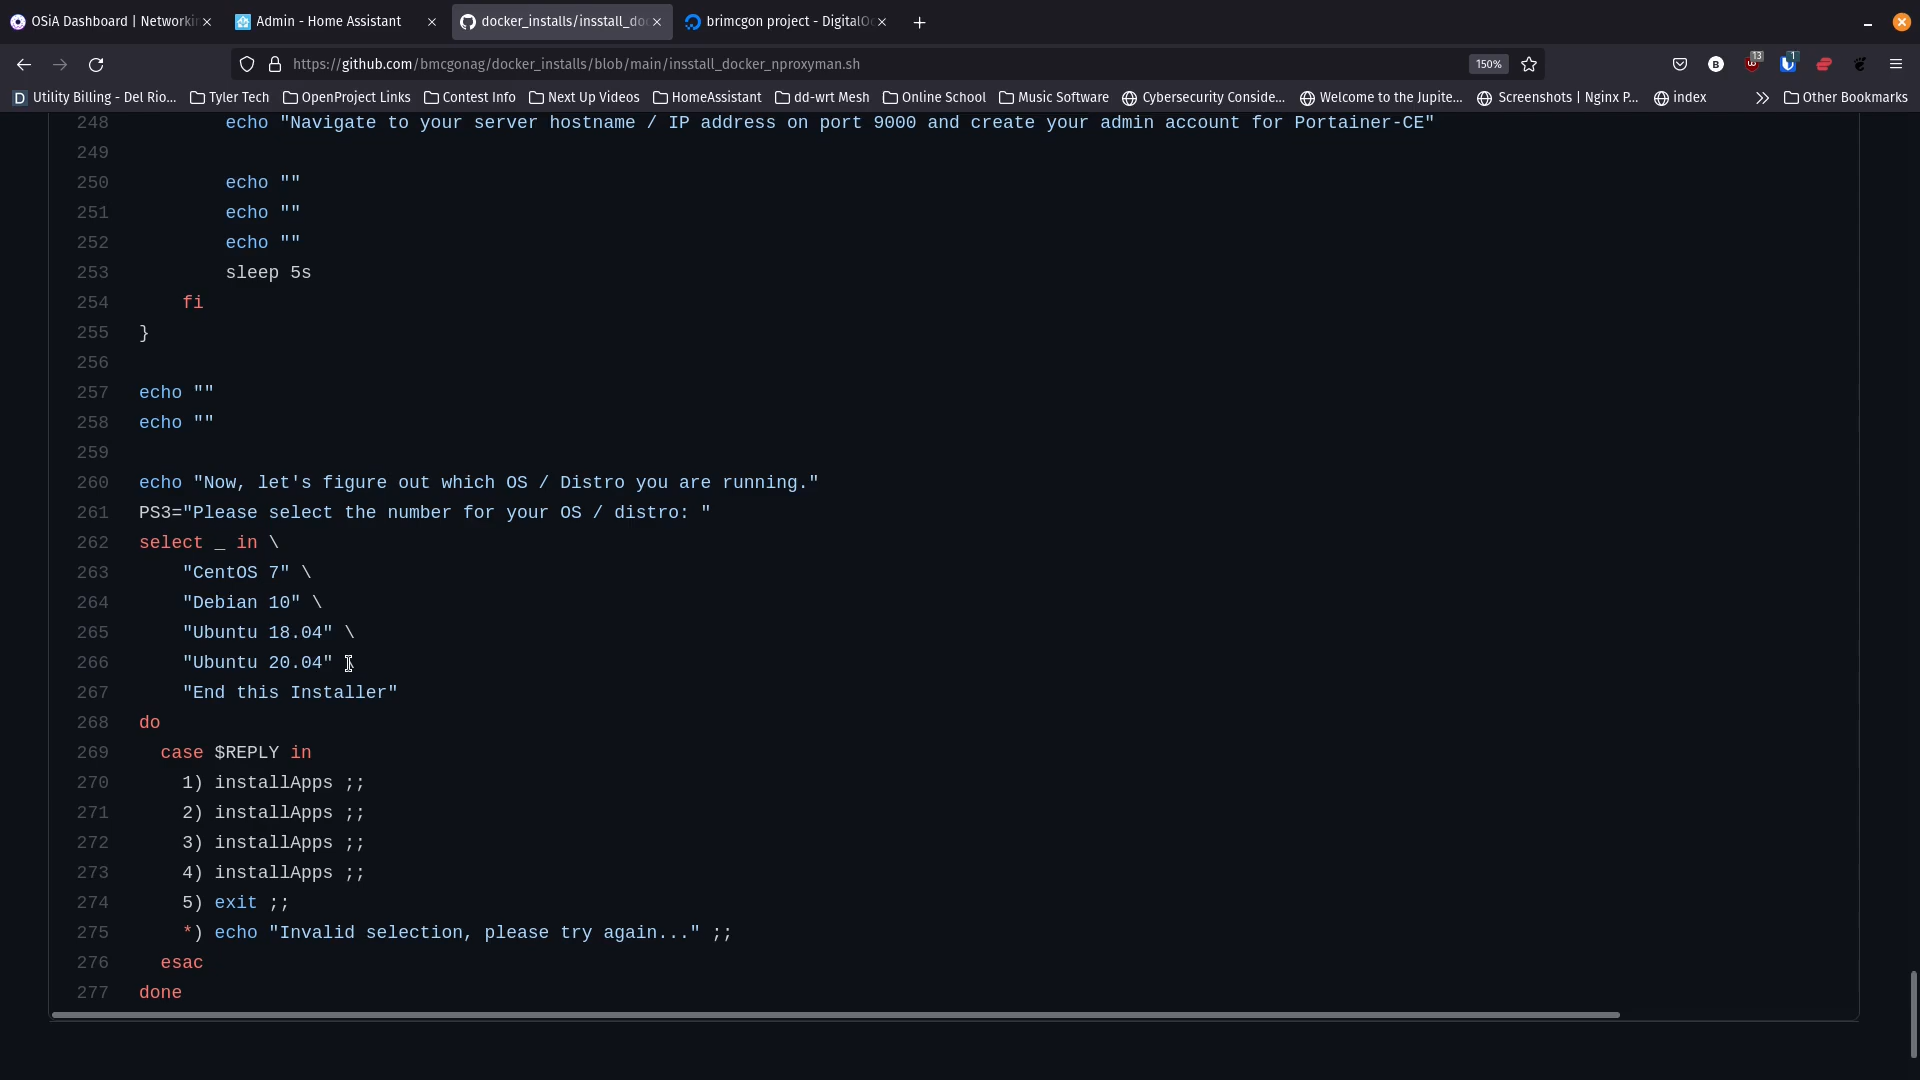 OSiA Dashboard | Networkin
Admin - Home Assistant
docker_installs/insstall_doc
brimcgon project - DigitalO
https://github.com/bmcgonag/docker_installs/blob/main/insstall_docker_nproxyman.sh
150%
13
1
Utility Billing - Del Rio...
Tyler Tech
OpenProject Links
Contest Info
Next Up Videos
HomeAssistant
dd-wrt Mesh
Online School
Music Software
Cybersecurity Conside...
Welcome to the Jupite...
Screenshots | Nginx P...
index
Other Bookmarks
248 echo "Navigate to your server hostname / IP address on port 9000 and create your admin account for Portainer-CE"
249
250 echo ""
251 echo ""
252 echo ""
253 sleep 5s
254 fi
255 }
256
257 echo ""
258 echo ""
259
260 echo "Now, let's figure out which OS / Distro you are running."
261 PS3="Please select the number for your OS / distro: "
262 select _ in \
263 "CentOS 7" \
264 "Debian 10" \
265 "Ubuntu 18.04" \
266 "Ubuntu 20.04" \
267 "End this Installer"
268 do
269 case $REPLY in
270 1) installApps ;;
271 2) installApps ;;
272 3) installApps ;;
273 4) installApps ;;
274 5) exit ;;
275 *) echo "Invalid selection, please try again..." ;;
276 esac
277 done